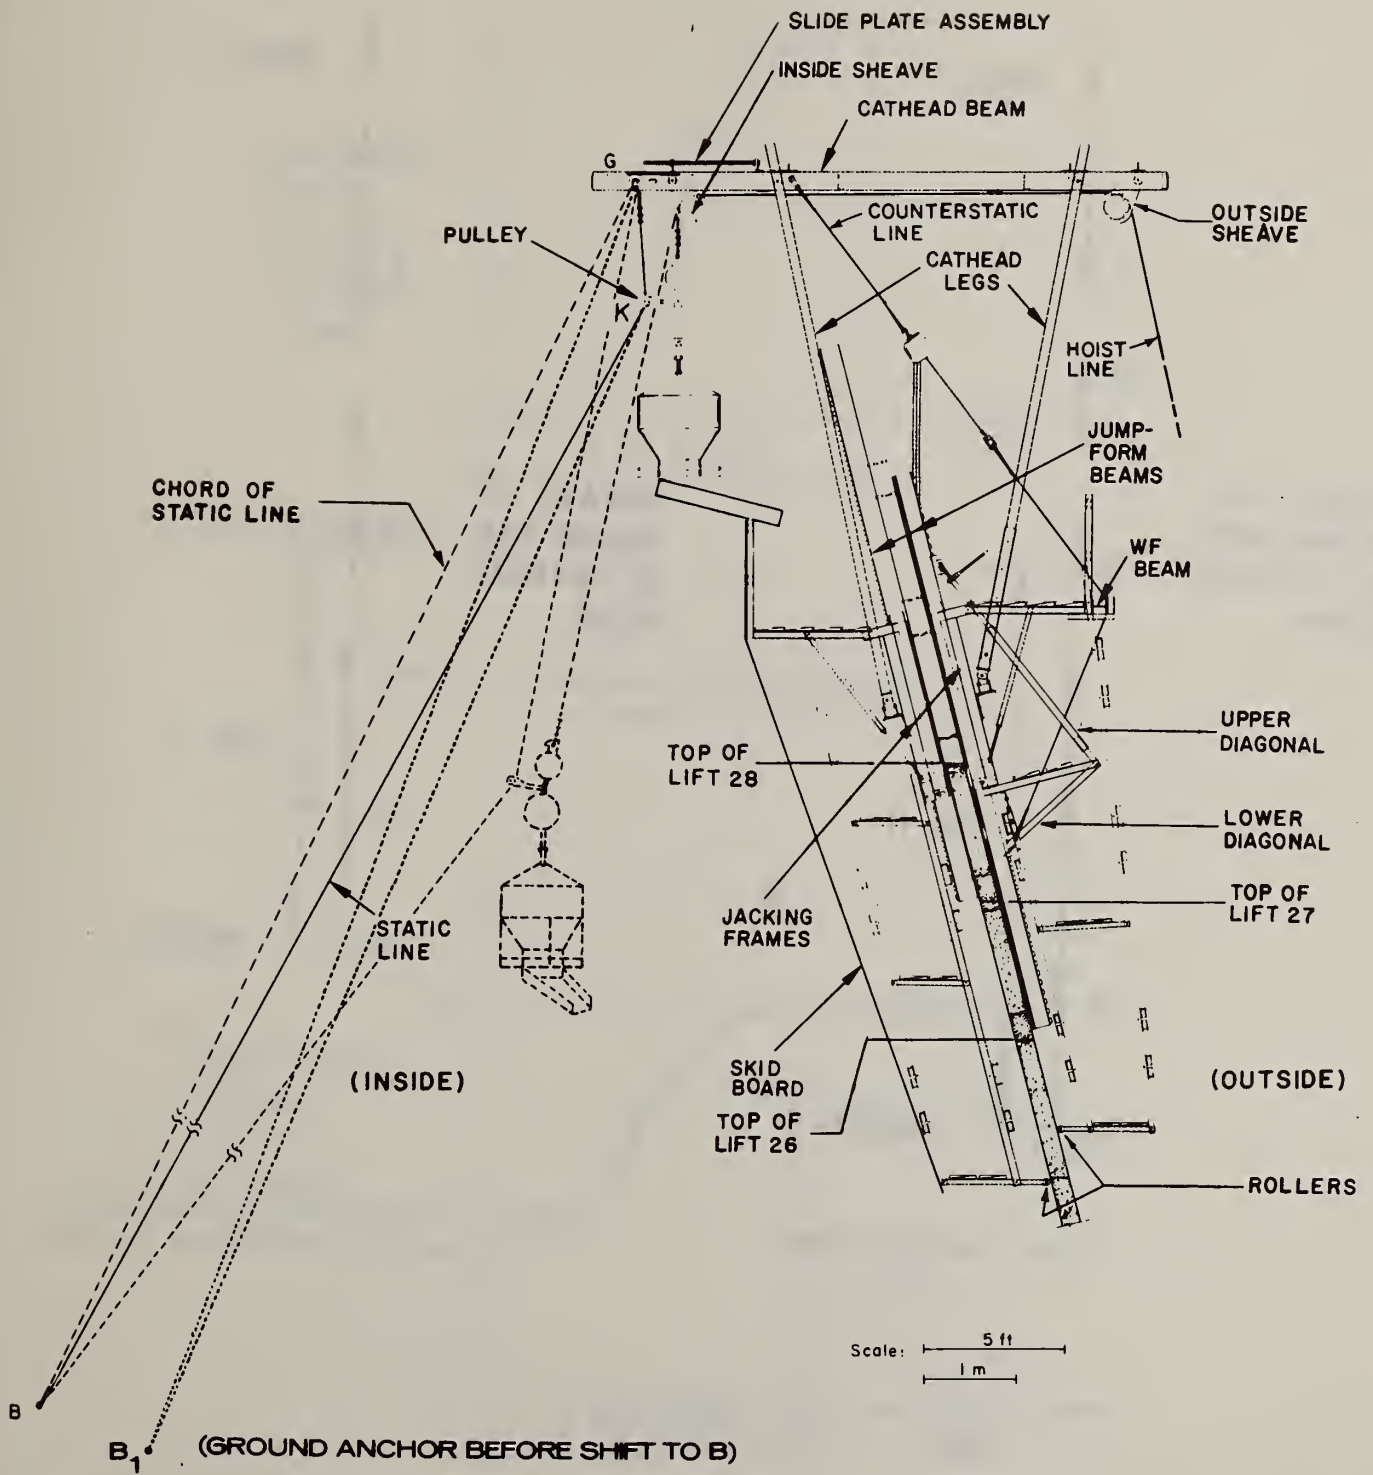 SLIDE PLATE ASSEMBLY
INSIDE SHEAVE
CATHEAD BEAM
G
COUNTERSTATIC
LINE
OUTSIDE
SHEAVE
PULLEY
CATHEAD
LEGS
K
HOIST
LINE
JUMP-
FORM
BEAMS
CHORD OF
STATIC LINE
WF
BEAM
UPPER
DIAGONAL
TOP OF
LIFT 28
LOWER
DIAGONAL
TOP OF
LIFT 27
JACKING
FRAMES
STATIC
LINE
(INSIDE)
SKID
BOARD
(OUTSIDE)
TOP OF
LIFT 26
ROLLERS
Scale: 5 ft
1 m
B
B1 (GROUND ANCHOR BEFORE SHIFT TO B)